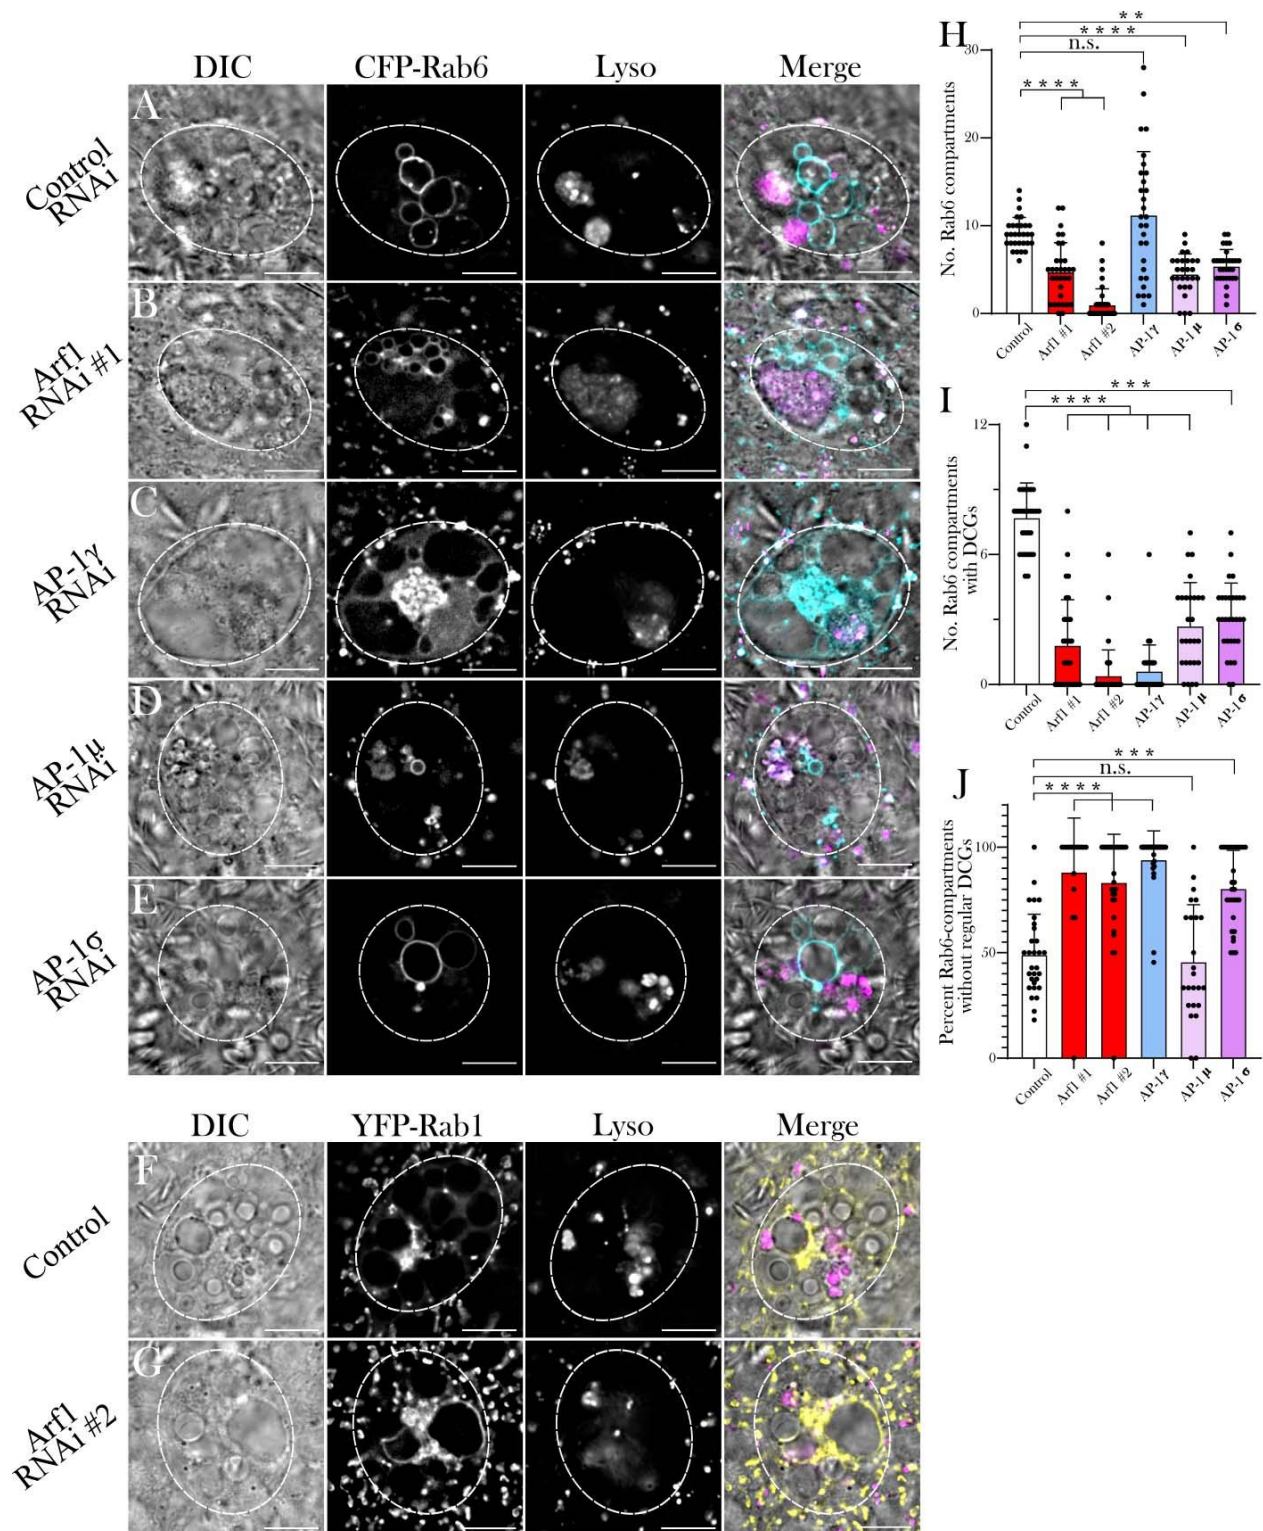 DIC CFP-Rab6 Lyso Merge
A
Control
RNAi
B
Arf1
RNAi #1
C
AP-1γ
RNAi
D
AP-1μ
RNAi
E
AP-1σ
RNAi
DIC YFP-Rab1 Lyso Merge
F
Control
G
Arf1
RNAi #2
H
**
****
n.s.
****
No. Rab6 compartments
30
20
10
0
Control Arf1 #1 Arf1 #2 AP-1γ AP-1μ AP-1σ
I
***
****
No. Rab6 compartments
with DCGs
12
6
0
Control Arf1 #1 Arf1 #2 AP-1γ AP-1μ AP-1σ
J
***
n.s.
****
Percent Rab6-compartments
without regular DCGs
100
50
0
Control Arf1 #1 Arf1 #2 AP-1γ AP-1μ AP-1σ